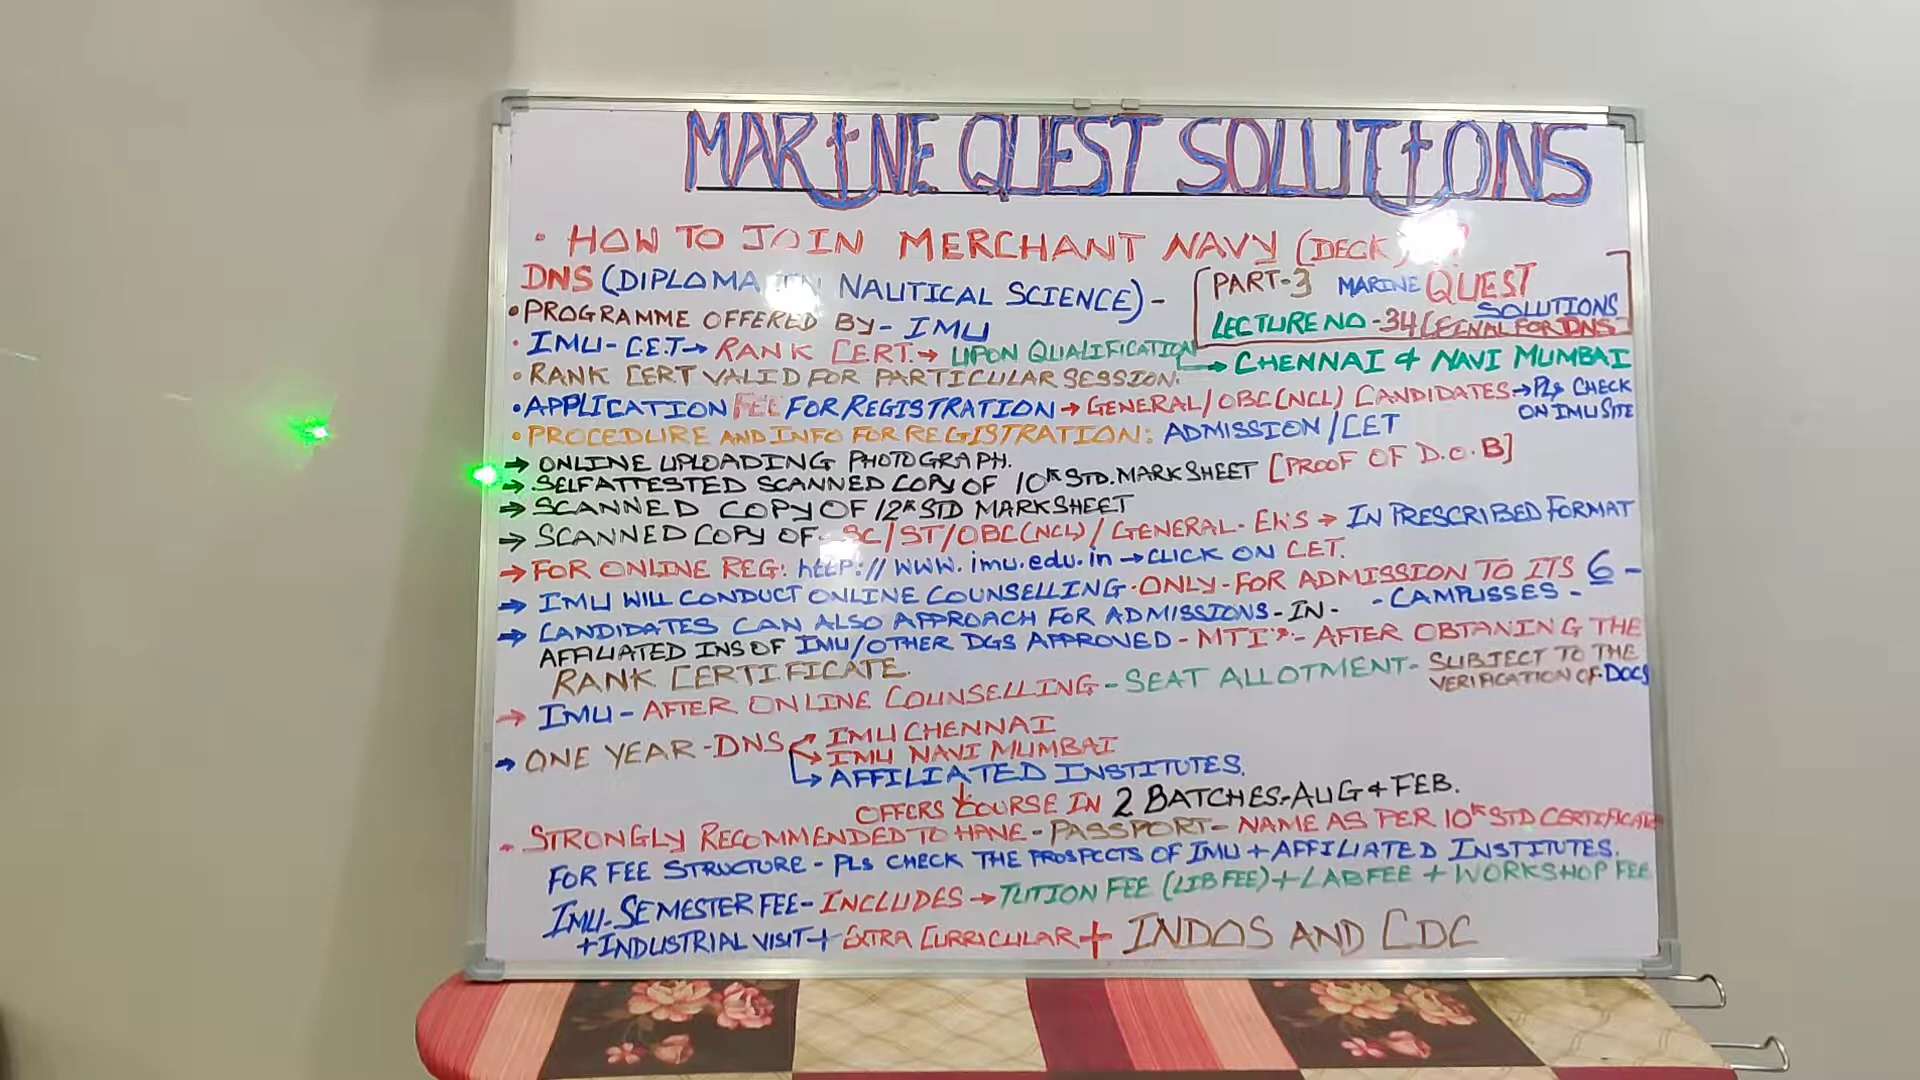 MARINE QUEST SOLUTIONS
• HOW TO JOIN MERCHANT NAVY (DECK)
DNS (DIPLOMA IN NAUTICAL SCIENCE) -
PART-3 MARINE QUEST SOLUTIONS
LECTURE NO -34 FOR DNS
• PROGRAMME OFFERED BY - IMU
• IMU-C.E.T → RANK CERT. → UPON QUALIFICATION
→ CHENNAI & NAVI MUMBAI
• RANK CERT VALID FOR PARTICULAR SESSION.
• APPLICATION FEE FOR REGISTRATION → GENERAL/OBC(NCL) CANDIDATES → PLS CHECK ON IMU SITE
• PROCEDURE AND INFO FOR REGISTRATION: ADMISSION/CET
→ ONLINE UPLOADING PHOTOGRAPH.
→ SELF ATTESTED SCANNED COPY OF 10th STD. MARKSHEET [PROOF OF D.O.B]
→ SCANNED COPY OF 12th STD MARKSHEET
→ SCANNED COPY OF - SC/ST/OBC(NCL)/GENERAL - EWS → IN PRESCRIBED FORMAT
→ FOR ONLINE REG: http://www.imu.edu.in → CLICK ON CET.
→ IMU WILL CONDUCT ONLINE COUNSELLING - ONLY - FOR ADMISSION TO ITS 6 -
- CAMPUSSES -
→ CANDIDATES CAN ALSO APPROACH FOR ADMISSIONS - IN -
AFFILIATED INS OF IMU/OTHER DGS APPROVED - MTI's - AFTER OBTANING THE
RANK CERTIFICATE.
→ IMU - AFTER ONLINE COUNSELLING - SEAT ALLOTMENT - SUBJECT TO THE VERIFICATION OF DOCS
→ ONE YEAR - DNS → IMU CHENNAI
→ IMU NAVI MUMBAI
→ AFFILIATED INSTITUTES.
OFFERS COURSE IN 2 BATCHES - AUG & FEB.
STRONGLY RECOMMENDED TO HANE - PASSPORT - NAME AS PER 10th STD CERTIFICATE
FOR FEE STRUCTURE - PLS CHECK THE PROSPCCTS OF IMU + AFFILIATED INSTITUTES.
IMU-SEMESTER FEE - INCLUDES → TUTION FEE (LIB FEE) + LAB FEE + WORKSHOP FEE
+ INDUSTRIAL VISIT + EXTRA CURRICULAR + INDOS AND CDC